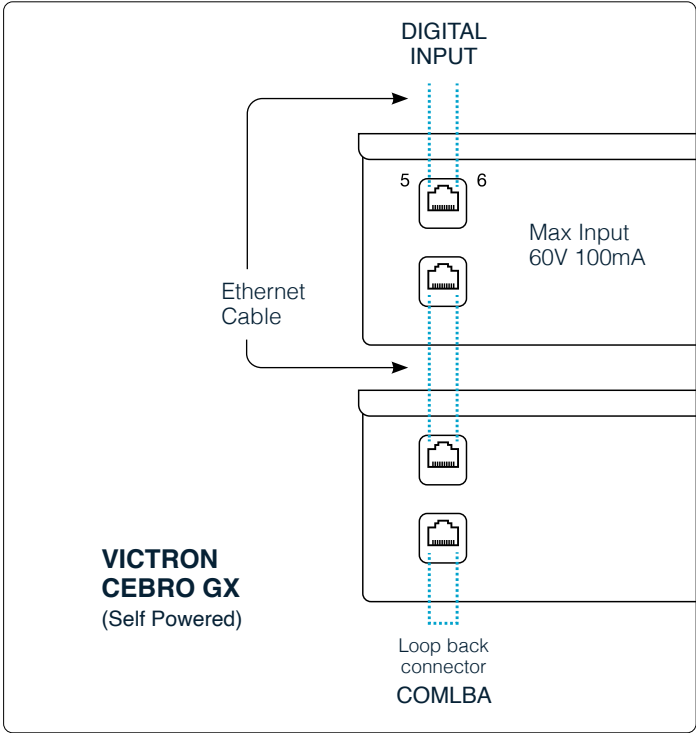 DIGITAL
INPUT
5
6
Max Input
60V 100mA
Ethernet
Cable
VICTRON
CEBRO GX
(Self Powered)
Loop back
connector
COMLBA